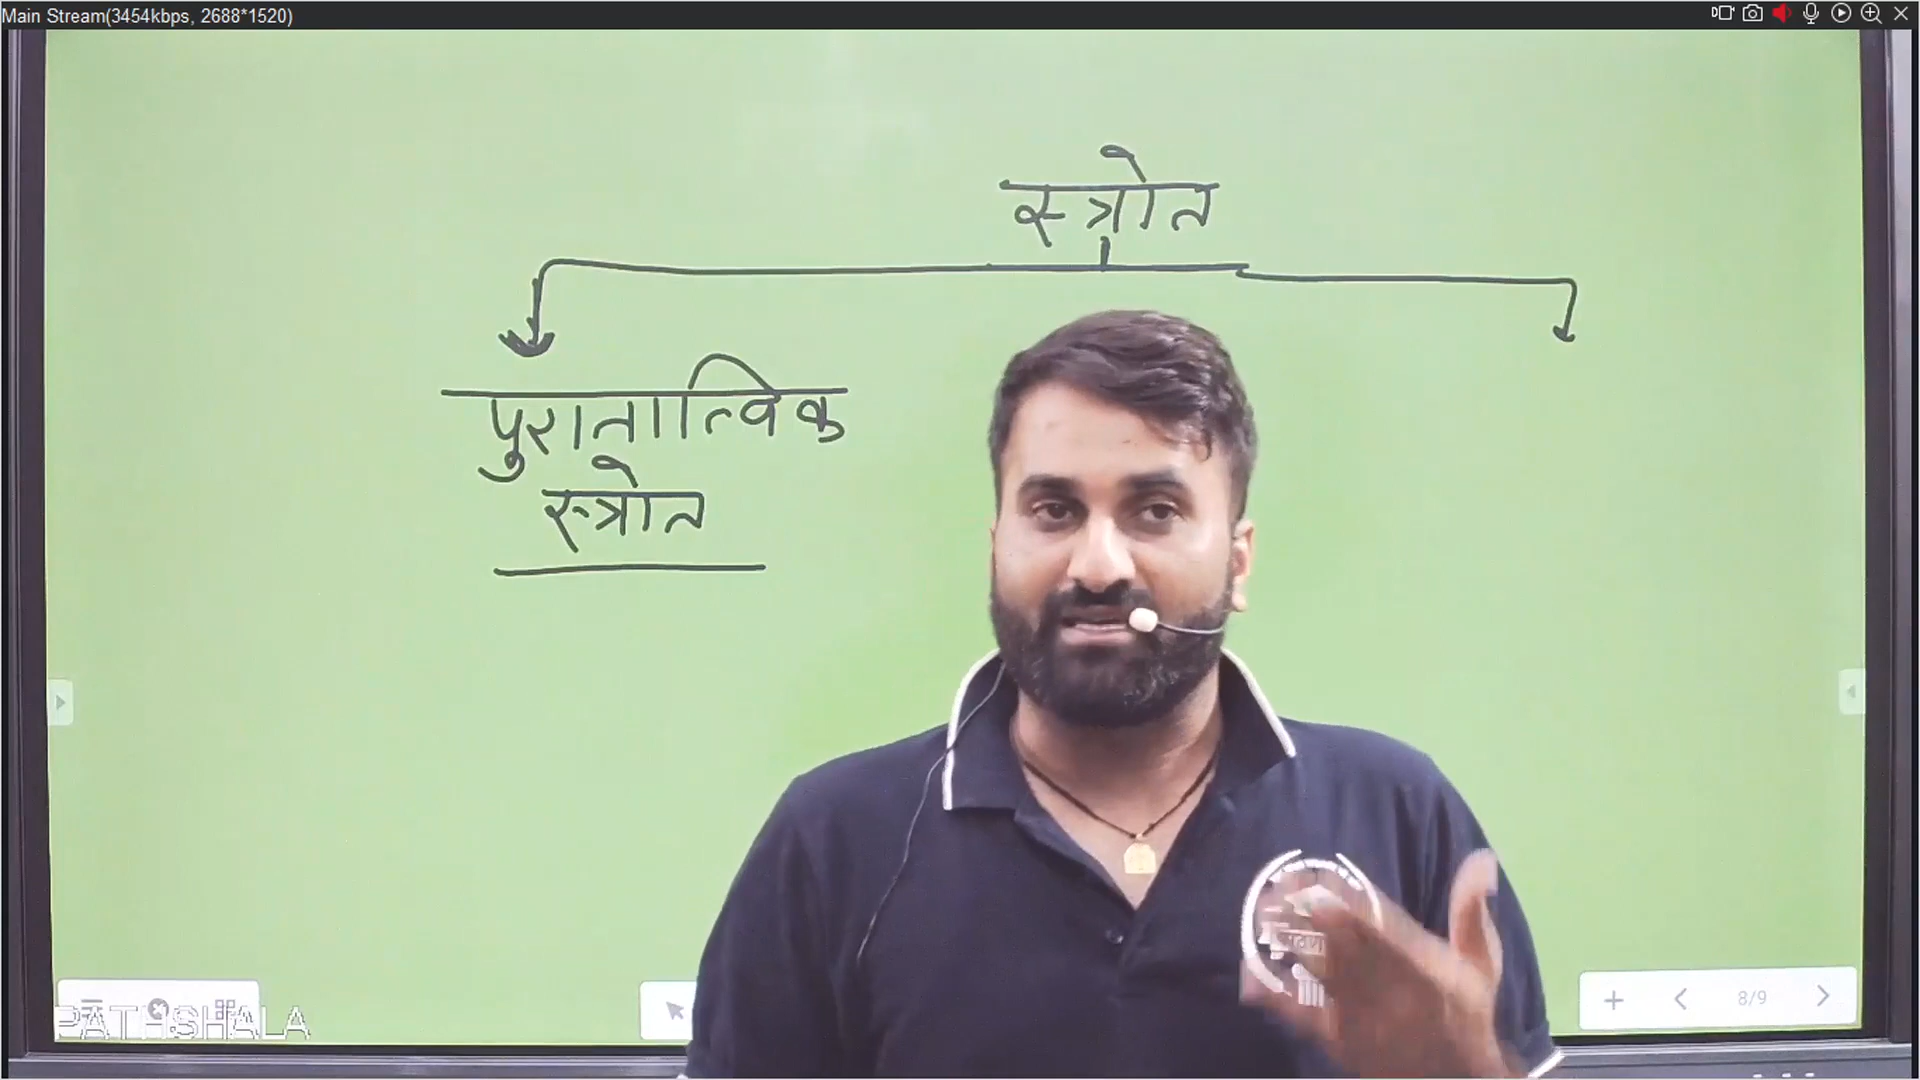 Main Stream(3454kbps, 2688*1520)
स्त्रोत
पुरातात्विक
स्त्रोत
8/9
PATHSHALA